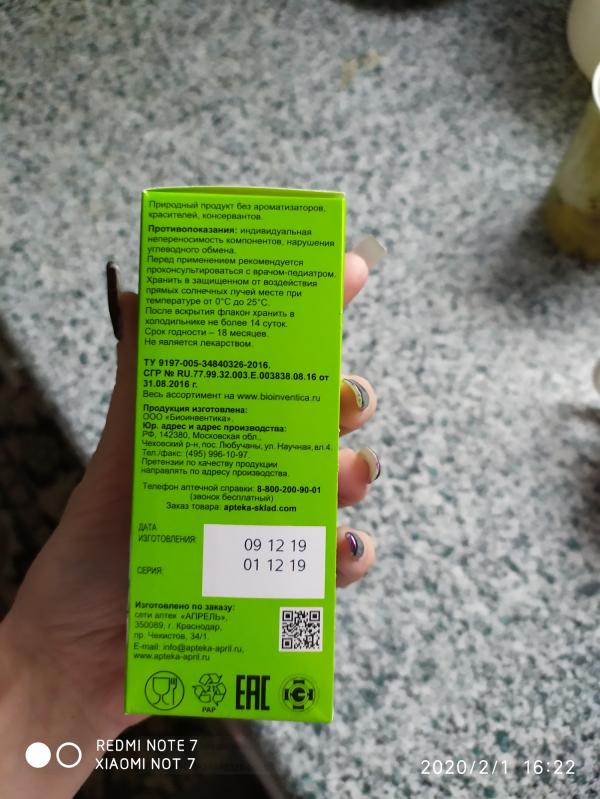 Природный продукт без ароматизаторов,
красителей, консервантов.
Противопоказания: индивидуальная
непереносимость компонентов, нарушения
углеводного обмена.
Перед применением рекомендуется
проконсультироваться с врачом-педиатром.
Хранить в защищенном от воздействия
прямых солнечных лучей месте при
температуре от 0°С до 25°С.
После вскрытия флакон хранить в
холодильнике не более 14 суток.
Срок годности – 18 месяцев.
Не является лекарством.
ТУ 9197-005-34840326-2016.
СГР № RU.77.99.32.003.Е.003838.08.16 от
31.08.2016 г.
Весь ассортимент на www.bioinventica.ru
Продукция изготовлена:
ООО «Биоинвентика».
Юр. адрес и адрес производства:
РФ, 142380, Московская обл.,
Чеховский р-н, пос. Любучаны, ул. Научная, вл.4.
Тел./факс: (495) 996-10-97.
Претензии по качеству продукции
направлять по адресу производства.
Телефон аптечной справки: 8-800-200-90-01
(звонок бесплатный)
Заказ товара: apteka-sklad.com
ДАТА
ИЗГОТОВЛЕНИЯ:
09 12 19
СЕРИЯ:
01 12 19
Изготовлено по заказу:
сети аптек «АПРЕЛЬ»,
350089, г. Краснодар,
пр. Чекистов, 34/1.
E-mail: info@apteka-april.ru,
www.apteka-april.ru
21
PAP
EAC
REDMI NOTE 7
XIAOMI NOT 7
2020/2/1 16:22